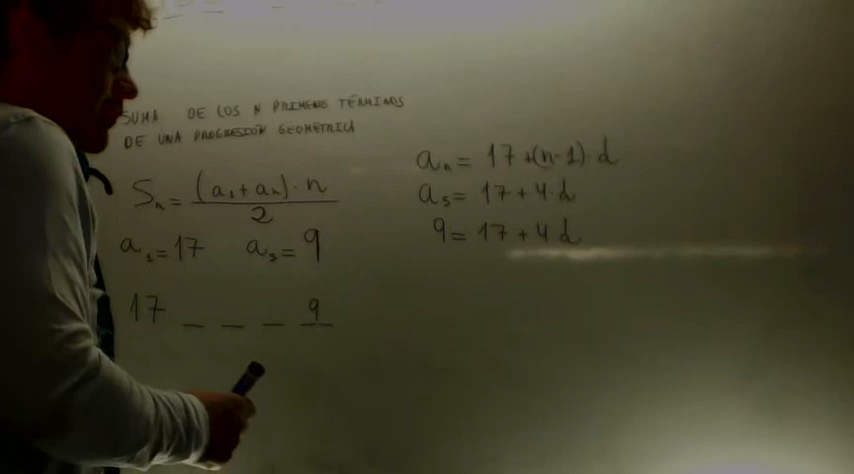 SUMA DE LOS N PRIMEROS TÉRMINOS
DE UNA PROGRESIÓN GEOMÉTRICA
Sₙ = (a₁+aₙ)·n / 2
a₁=17 a₅=9
17 _ _ _ 9
aₙ = 17+(n-1)·d
a₅ = 17+4·d
9 = 17+4d